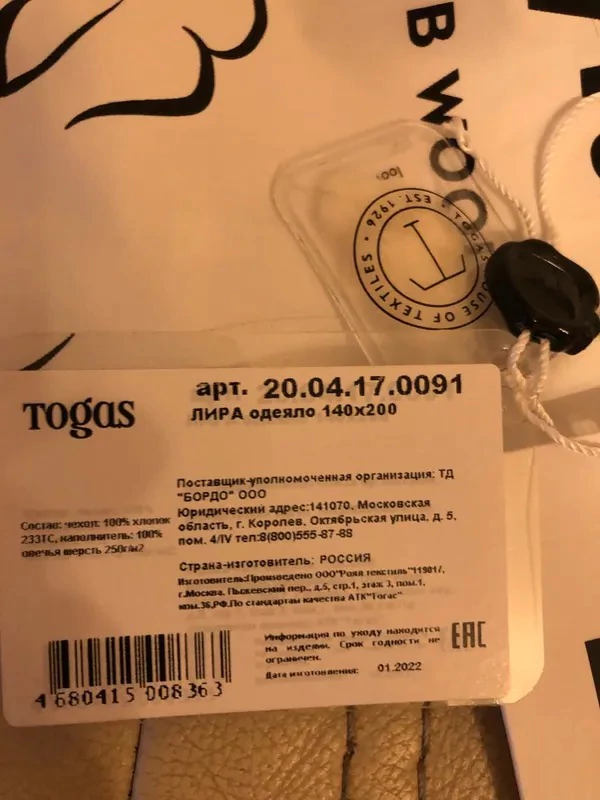 B WOO
100
EST. 1926 • TOGAS HOUSE OF TEXTILES •
Togas
арт. 20.04.17.0091
ЛИРА одеяло 140х200
Состав: чехол: 100% хлопок
233ТС, наполнитель: 100%
овечья шерсть 250г/м2
Поставщик-уполномоченная организация: ТД
"БОРДО" ООО
Юридический адрес:141070, Московская
область, г. Королев, Октябрьская улица, д. 5,
пом. 4/IV тел:8(800)555-87-88
Страна-изготовитель: РОССИЯ
Изготовитель:Произведено ООО"Роял текстиль"11901/,
г.Москва, Пыжевский пер., д.5, стр.1, этаж 3, пом.1,
ком.36,РФ.По стандартам качества АТК"Тогас"
Информация по уходу находится
на изделии. Срок годности не
ограничен.
Дата изготовления: 01.2022
EAC
4 680415 008363